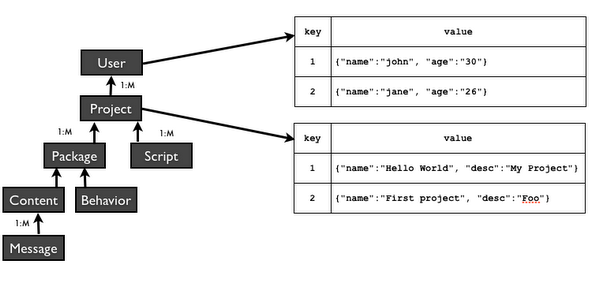 User
1:M
Project
1:M
1:M
Package
Script
Content
Behavior
1:M
Message
key value
1 {"name":"john", "age":"30"}
2 {"name":"jane", "age":"26"}
key value
1 {"name":"Hello World", "desc":"My Project"}
2 {"name":"First project", "desc":"Foo"}